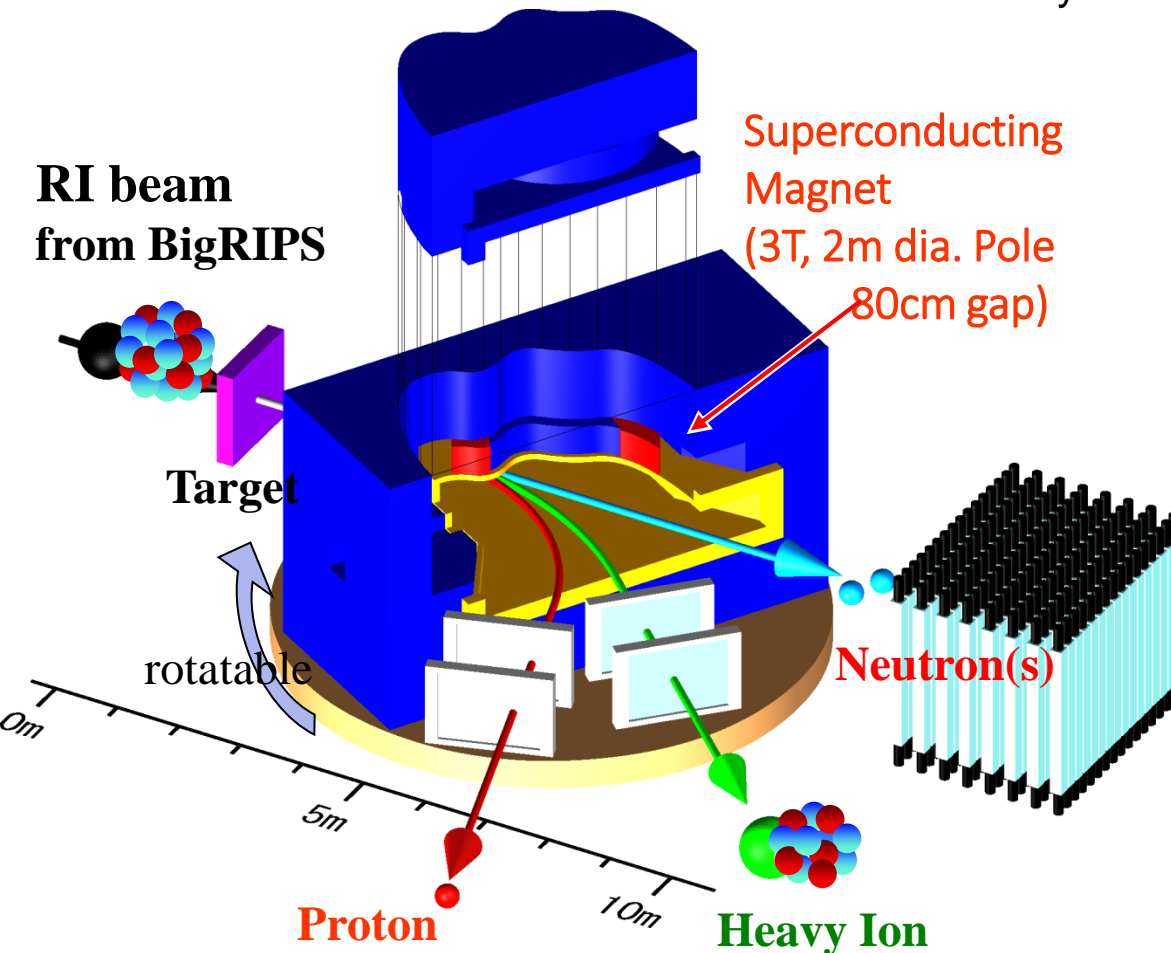 Superconducting
Magnet
(3T, 2m dia. Pole
80cm gap)
RI beam
from BigRIPS
Target
rotatable
Neutron(s)
0m
5m
10m
Proton
Heavy Ion